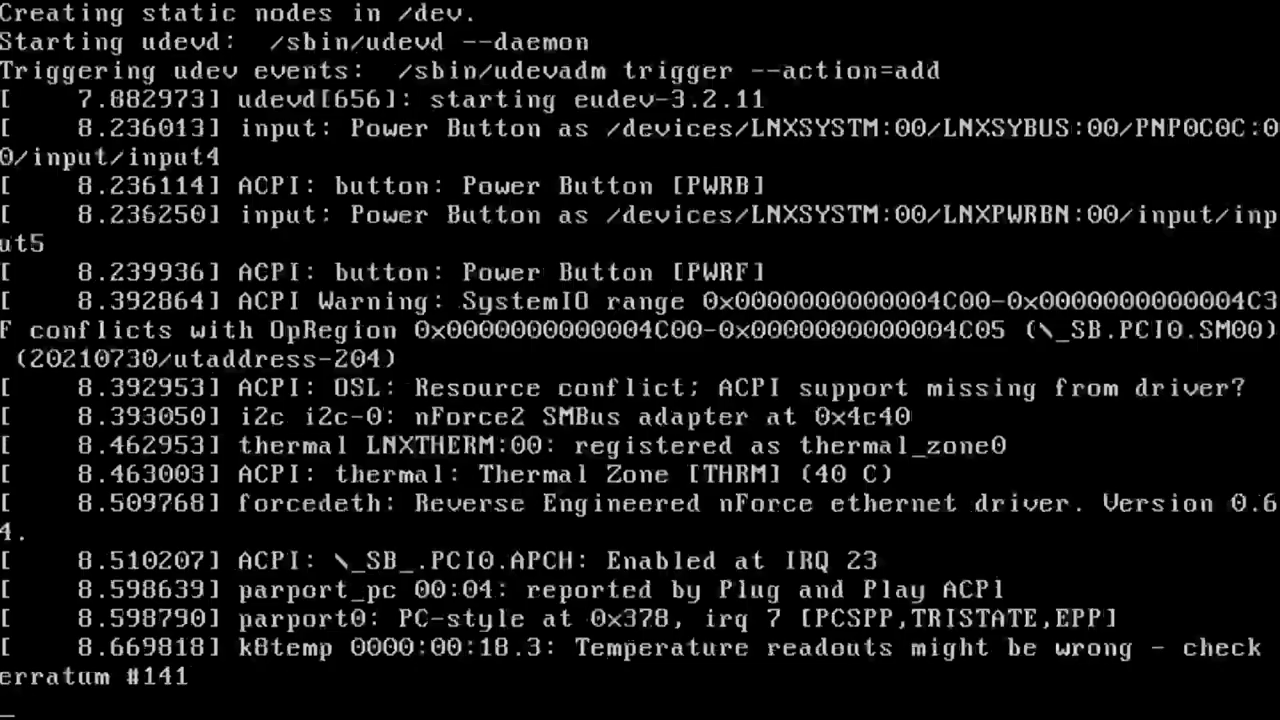 Creating static nodes in /dev.
Starting udevd:  /sbin/udevd --daemon
Triggering udev events:  /sbin/udevadm trigger --action=add
[    7.882973] udevd[656]: starting eudev-3.2.11
[    8.236013] input: Power Button as /devices/LNXSYSTM:00/LNXSYBUS:00/PNP0C0C:0
0/input/input4
[    8.236114] ACPI: button: Power Button [PWRB]
[    8.236250] input: Power Button as /devices/LNXSYSTM:00/LNXPWRBN:00/input/inp
ut5
[    8.239936] ACPI: button: Power Button [PWRF]
[    8.392864] ACPI Warning: SystemIO range 0x0000000000004C00-0x0000000000004C3
F conflicts with OpRegion 0x0000000000004C00-0x0000000000004C05 (\_SB.PCI0.SM00)
 (20210730/utaddress-204)
[    8.392953] ACPI: OSL: Resource conflict; ACPI support missing from driver?
[    8.393050] i2c i2c-0: nForce2 SMBus adapter at 0x4c40
[    8.462953] thermal LNXTHERM:00: registered as thermal_zone0
[    8.463003] ACPI: thermal: Thermal Zone [THRM] (40 C)
[    8.509768] forcedeth: Reverse Engineered nForce ethernet driver. Version 0.6
4.
[    8.510207] ACPI: \_SB_.PCI0.APCH: Enabled at IRQ 23
[    8.598639] parport_pc 00:04: reported by Plug and Play ACPI
[    8.598790] parport0: PC-style at 0x378, irq 7 [PCSPP,TRISTATE,EPP]
[    8.669818] k8temp 0000:00:18.3: Temperature readouts might be wrong - check
erratum #141